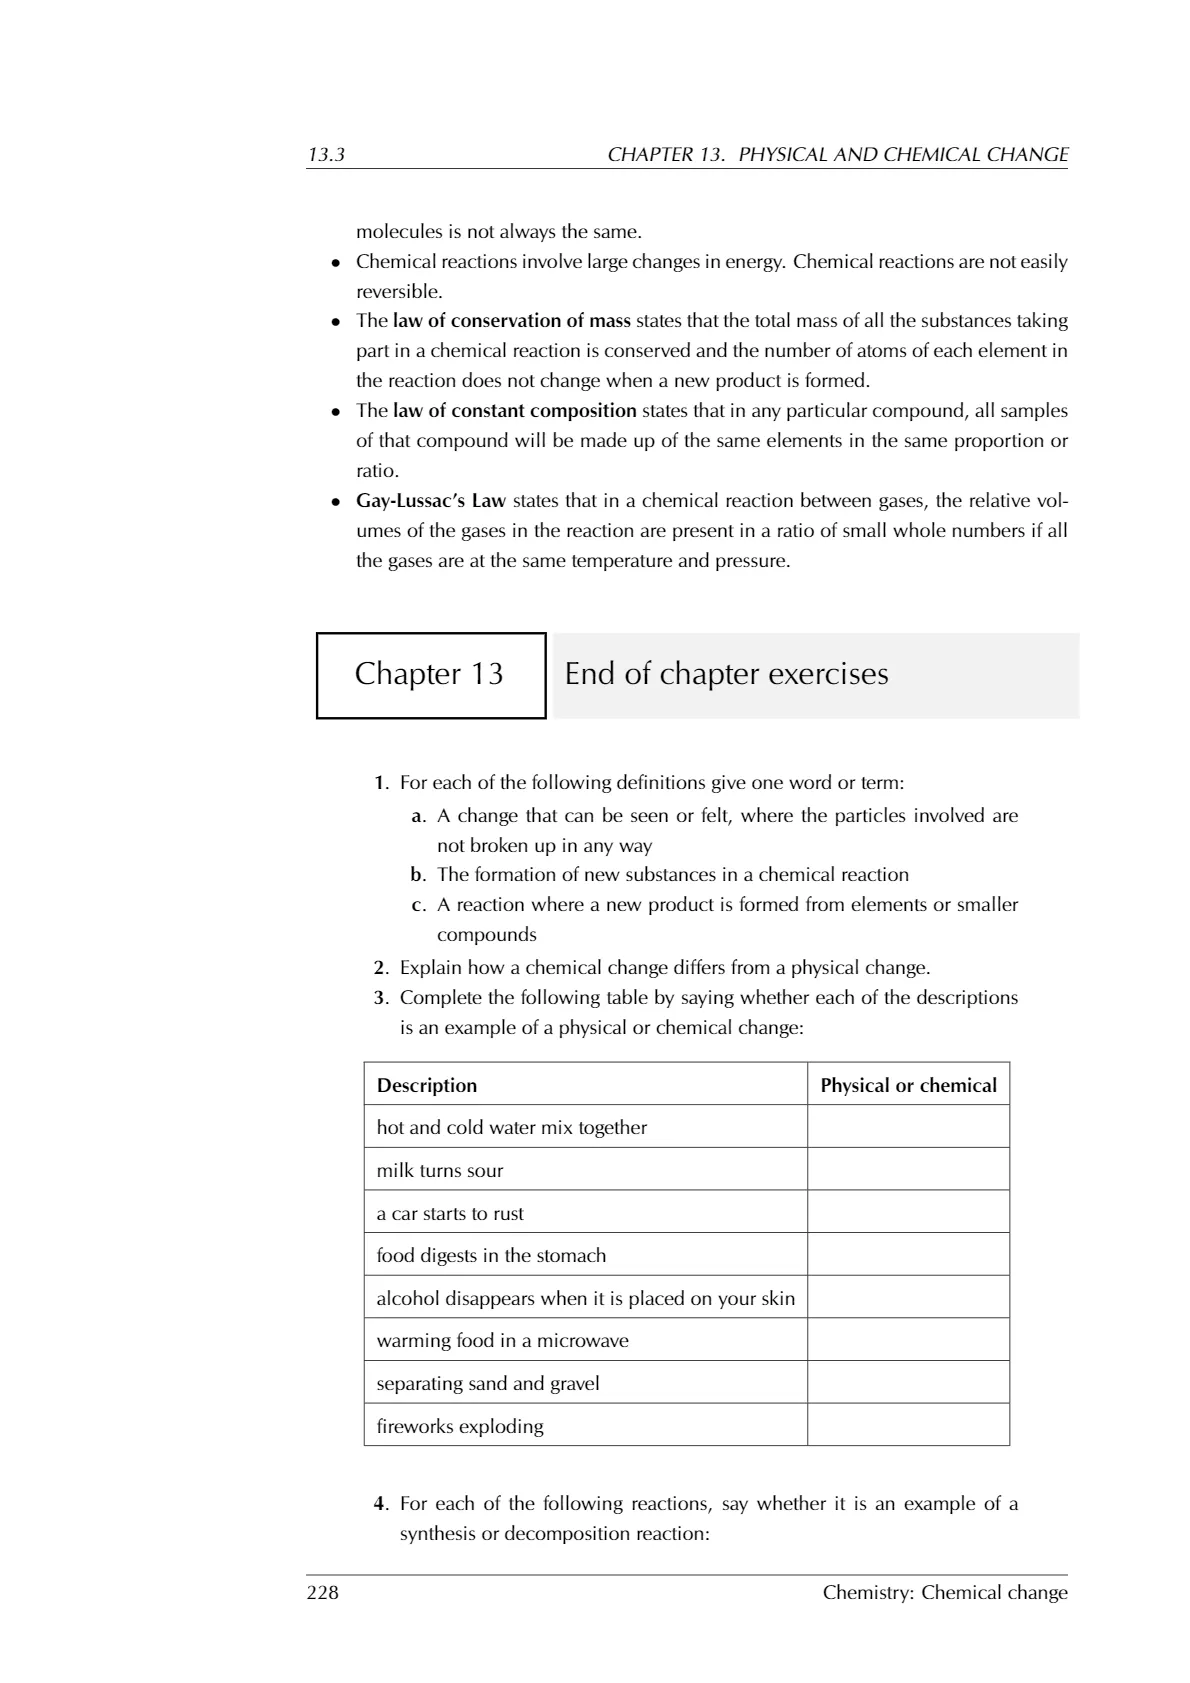 13.3 CHAPTER 13. PHYSICAL AND CHEMICAL CHANGE
molecules is not always the same.
• Chemical reactions involve large changes in energy. Chemical reactions are not easily
reversible.
• The law of conservation of mass states that the total mass of all the substances taking
part in a chemical reaction is conserved and the number of atoms of each element in
the reaction does not change when a new product is formed.
• The law of constant composition states that in any particular compound, all samples
of that compound will be made up of the same elements in the same proportion or
ratio.
• Gay-Lussac’s Law states that in a chemical reaction between gases, the relative vol-
umes of the gases in the reaction are present in a ratio of small whole numbers if all
the gases are at the same temperature and pressure.
Chapter 13 End of chapter exercises
1. For each of the following definitions give one word or term:
a. A change that can be seen or felt, where the particles involved are
not broken up in any way
b. The formation of new substances in a chemical reaction
c. A reaction where a new product is formed from elements or smaller
compounds
2. Explain how a chemical change differs from a physical change.
3. Complete the following table by saying whether each of the descriptions
is an example of a physical or chemical change:
Description Physical or chemical
hot and cold water mix together
milk turns sour
a car starts to rust
food digests in the stomach
alcohol disappears when it is placed on your skin
warming food in a microwave
separating sand and gravel
fireworks exploding
4. For each of the following reactions, say whether it is an example of a
synthesis or decomposition reaction:
228 Chemistry: Chemical change